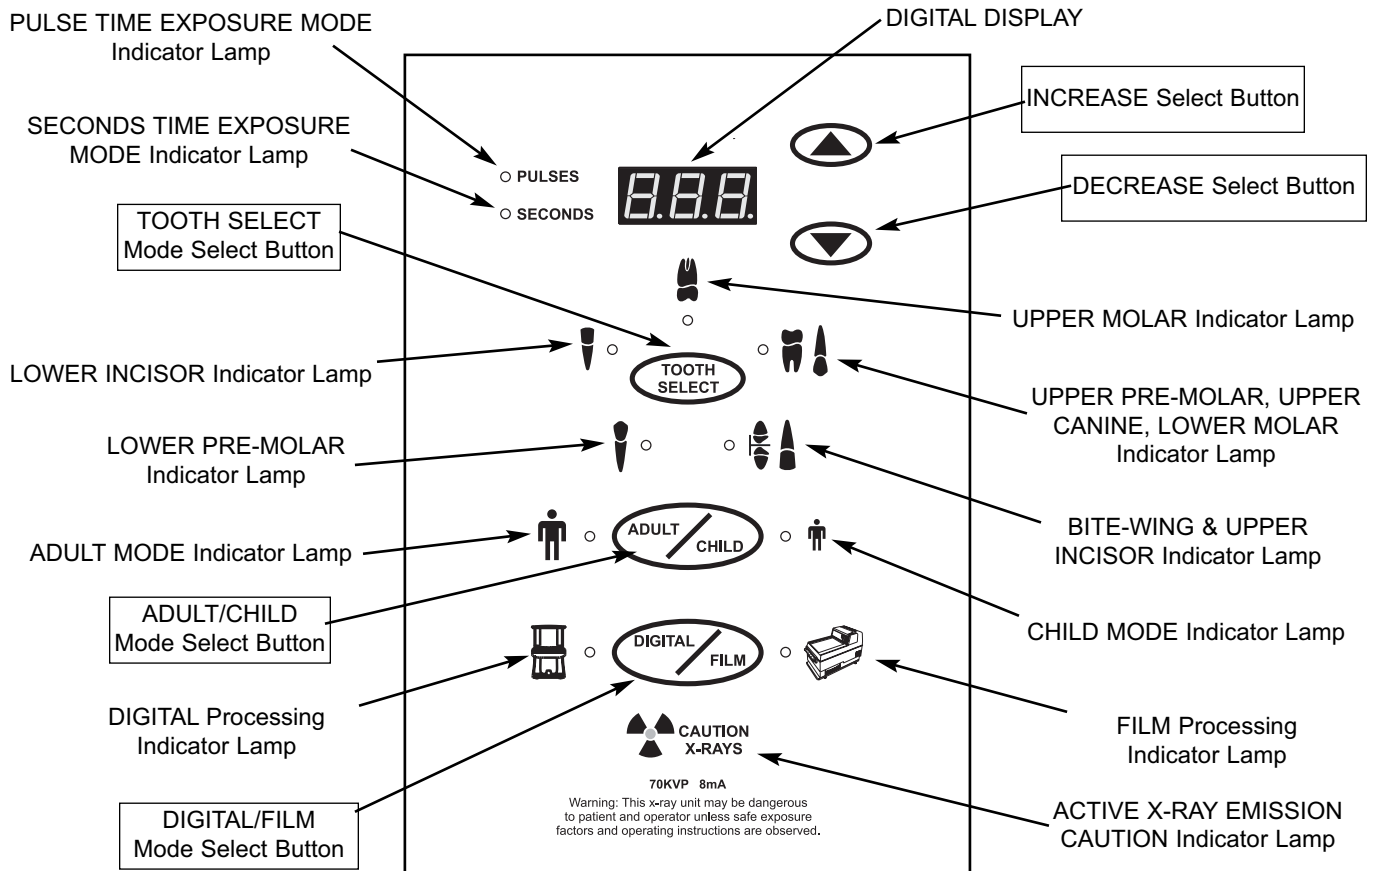 PULSE TIME EXPOSURE MODE
Indicator Lamp
DIGITAL DISPLAY
INCREASE Select Button
SECONDS TIME EXPOSURE
MODE Indicator Lamp
PULSES
SECONDS
8.8.8.
DECREASE Select Button
TOOTH SELECT
Mode Select Button
UPPER MOLAR Indicator Lamp
LOWER INCISOR Indicator Lamp
TOOTH
SELECT
UPPER PRE-MOLAR, UPPER
CANINE, LOWER MOLAR
Indicator Lamp
LOWER PRE-MOLAR
Indicator Lamp
BITE-WING & UPPER
INCISOR Indicator Lamp
ADULT MODE Indicator Lamp
ADULT
CHILD
ADULT/CHILD
Mode Select Button
CHILD MODE Indicator Lamp
DIGITAL
FILM
DIGITAL Processing
Indicator Lamp
FILM Processing
Indicator Lamp
CAUTION
X-RAYS
70KVP 8mA
Warning: This x-ray unit may be dangerous
to patient and operator unless safe exposure
factors and operating instructions are observed.
DIGITAL/FILM
Mode Select Button
ACTIVE X-RAY EMISSION
CAUTION Indicator Lamp